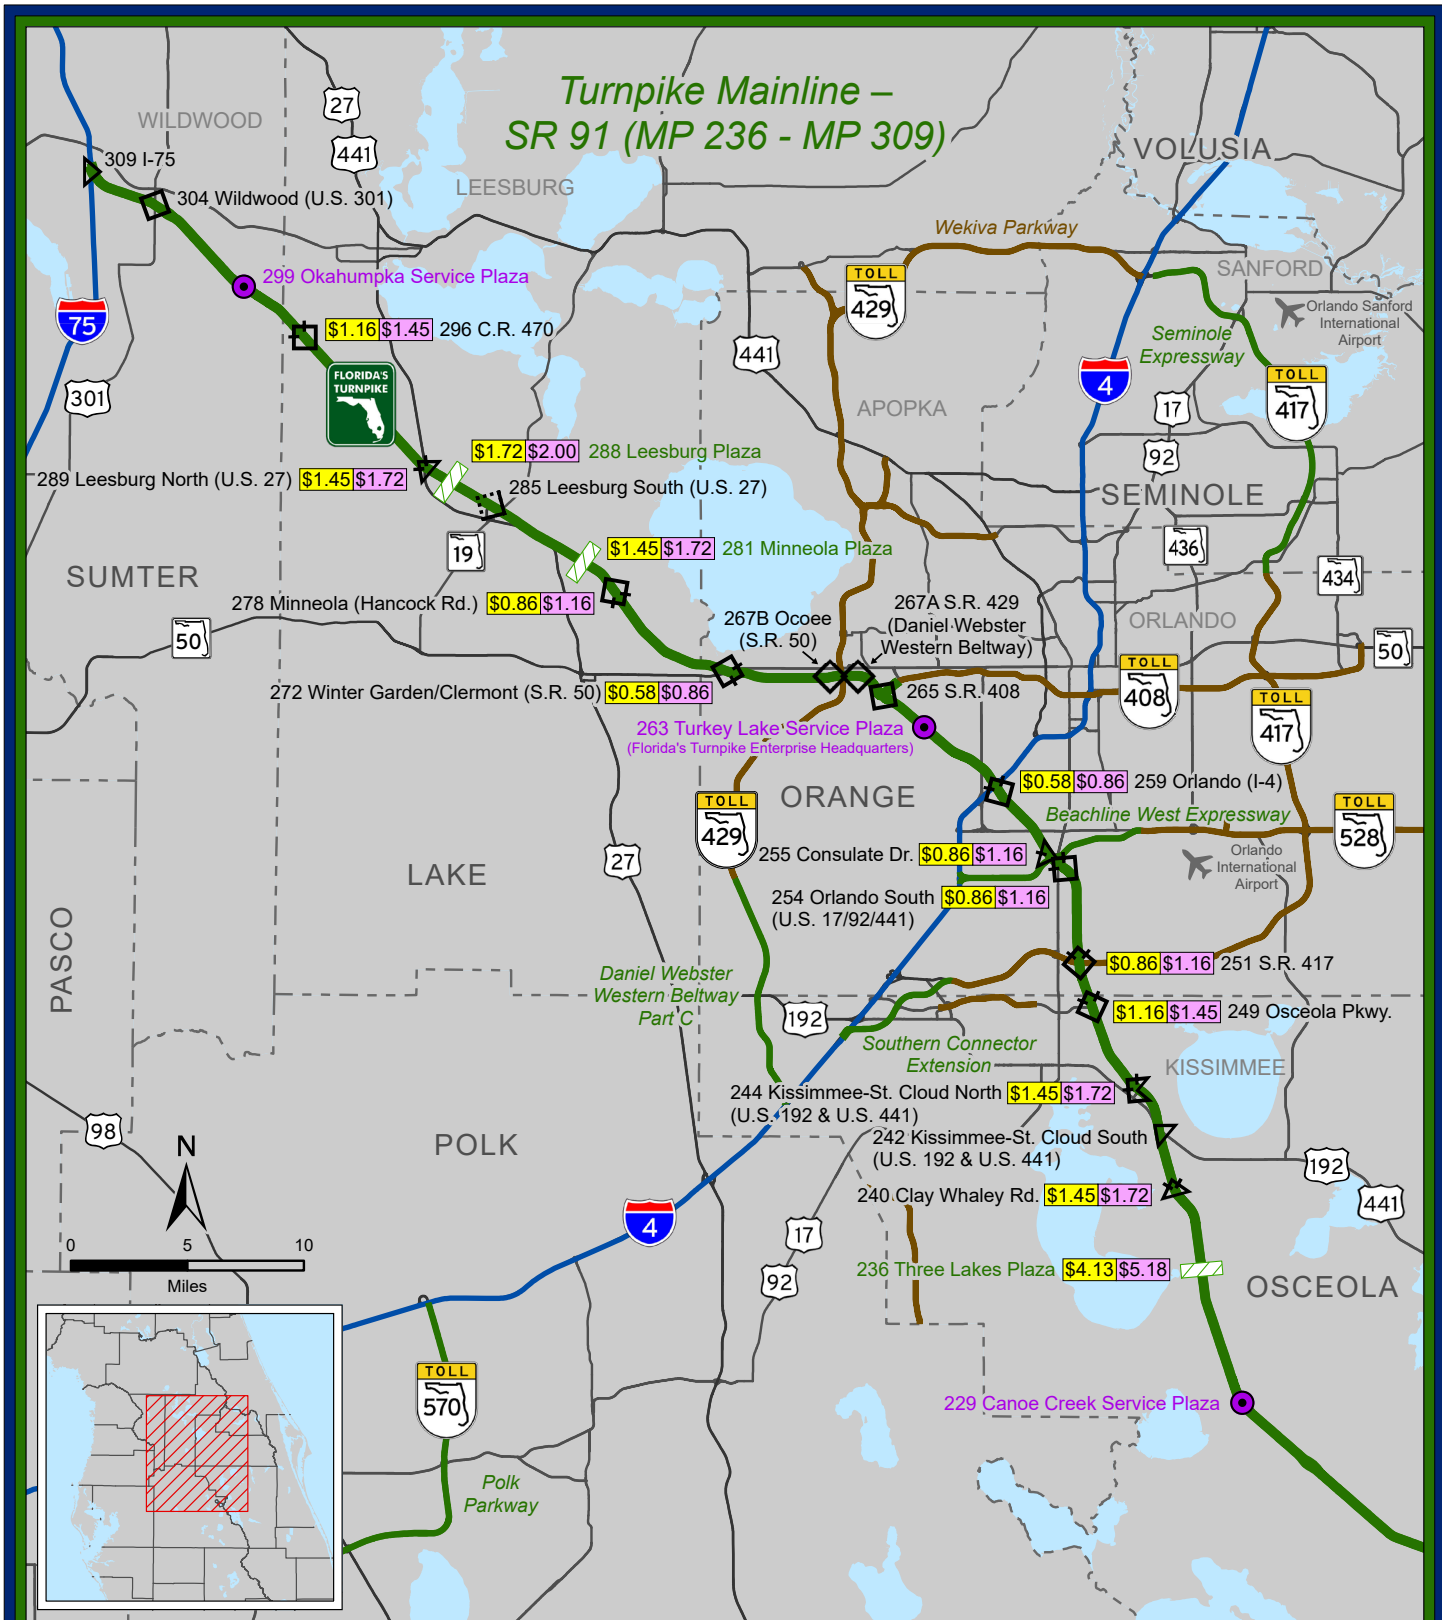 Turnpike Mainline –
SR 91 (MP 236 - MP 309)
WILDWOOD
27
441
LEESBURG
VOLUSIA
309 I-75
304 Wildwood (U.S. 301)
Wekiva Parkway
SANFORD
299 Okahumpka Service Plaza
TOLL
429
Orlando Sanford
International
Airport
75
$1.16 $1.45 296 C.R. 470
Seminole
Expressway
441
FLORIDA'S
TURNPIKE
4
TOLL
417
301
17
APOPKA
92
$1.72 $2.00 288 Leesburg Plaza
289 Leesburg North (U.S. 27) $1.45 $1.72
285 Leesburg South (U.S. 27)
SEMINOLE
19
$1.45 $1.72 281 Minneola Plaza
436
434
SUMTER
278 Minneola (Hancock Rd.) $0.86 $1.16
267B Ocoee
(S.R. 50)
267A S.R. 429
(Daniel Webster
Western Beltway)
ORLANDO
50
50
272 Winter Garden/Clermont (S.R. 50) $0.58 $0.86
265 S.R. 408
TOLL
408
263 Turkey Lake Service Plaza
(Florida's Turnpike Enterprise Headquarters)
TOLL
417
$0.58 $0.86 259 Orlando (I-4)
ORANGE
TOLL
429
Beachline West Expressway
TOLL
528
27
255 Consulate Dr. $0.86 $1.16
Orlando
International
Airport
LAKE
254 Orlando South $0.86 $1.16
(U.S. 17/92/441)
PASCO
$0.86 $1.16 251 S.R. 417
Daniel Webster
Western Beltway
Part C
192
$1.16 $1.45 249 Osceola Pkwy.
Southern Connector
Extension
KISSIMMEE
244 Kissimmee-St. Cloud North $1.45 $1.72
(U.S. 192 & U.S. 441)
98
N
POLK
242 Kissimmee-St. Cloud South
(U.S. 192 & U.S. 441)
192
240 Clay Whaley Rd. $1.45 $1.72
441
4
17
0 5 10
Miles
92
236 Three Lakes Plaza $4.13 $5.18
OSCEOLA
TOLL
570
229 Canoe Creek Service Plaza
Polk
Parkway